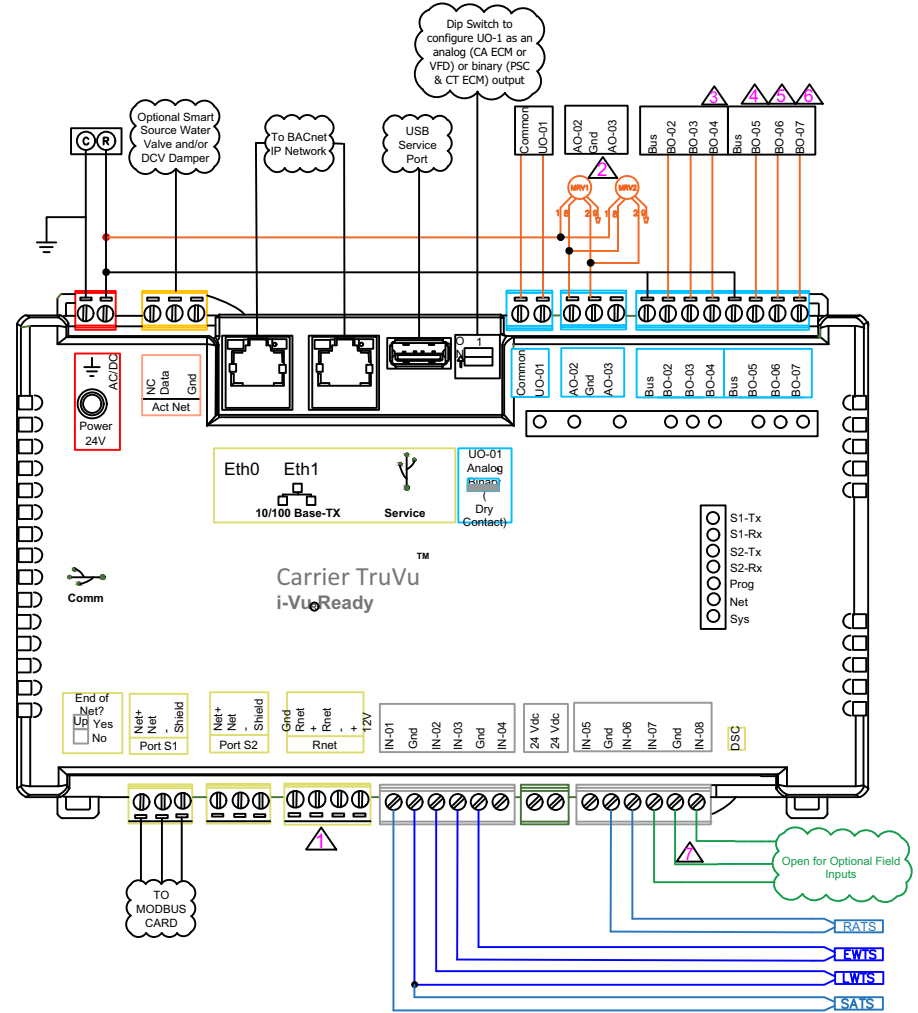 Dip Switch to
configure UO-1 as an
analog (CA ECM or
VFD) or binary (PSC
& CT ECM) output
Optional Smart
Source Water
Valve and/or
DCV Damper
To BACnet
IP Network
USB
Service
Port
C R
Common
UO-01
AO-02
Gnd
AO-03
Bus
BO-02
BO-03
BO-04
Bus
BO-05
BO-06
BO-07
3
4
5
6
2
MRV1
MRV2
1 8 2 9
1 8 2 9
O 1
AC/DC
Power
24V
NC
Data
Gnd
Act Net
Common
UO-01
AO-02
Gnd
AO-03
Bus
BO-02
BO-03
BO-04
Bus
BO-05
BO-06
BO-07
Eth0 Eth1
10/100 Base-TX
Service
UO-01
Analog
Binary
(
Dry
Contact)
S1-Tx
S1-Rx
S2-Tx
S2-Rx
Prog
Net
Sys
Comm
Carrier TruVu™
i-Vu Ready
R
End of
Net?
Up Yes
No
Net+
Net
-
Shield
Port S1
Net+
Net
-
Shield
Port S2
Gnd
Rnet
+
Rnet
-
+
12V
Rnet
IN-01
Gnd
IN-02
IN-03
Gnd
IN-04
24 Vdc
24 Vdc
IN-05
Gnd
IN-06
IN-07
Gnd
IN-08
DSC
1
7
TO
MODBUS
CARD
Open for Optional Field
Inputs
RATS
EWTS
LWTS
SATS